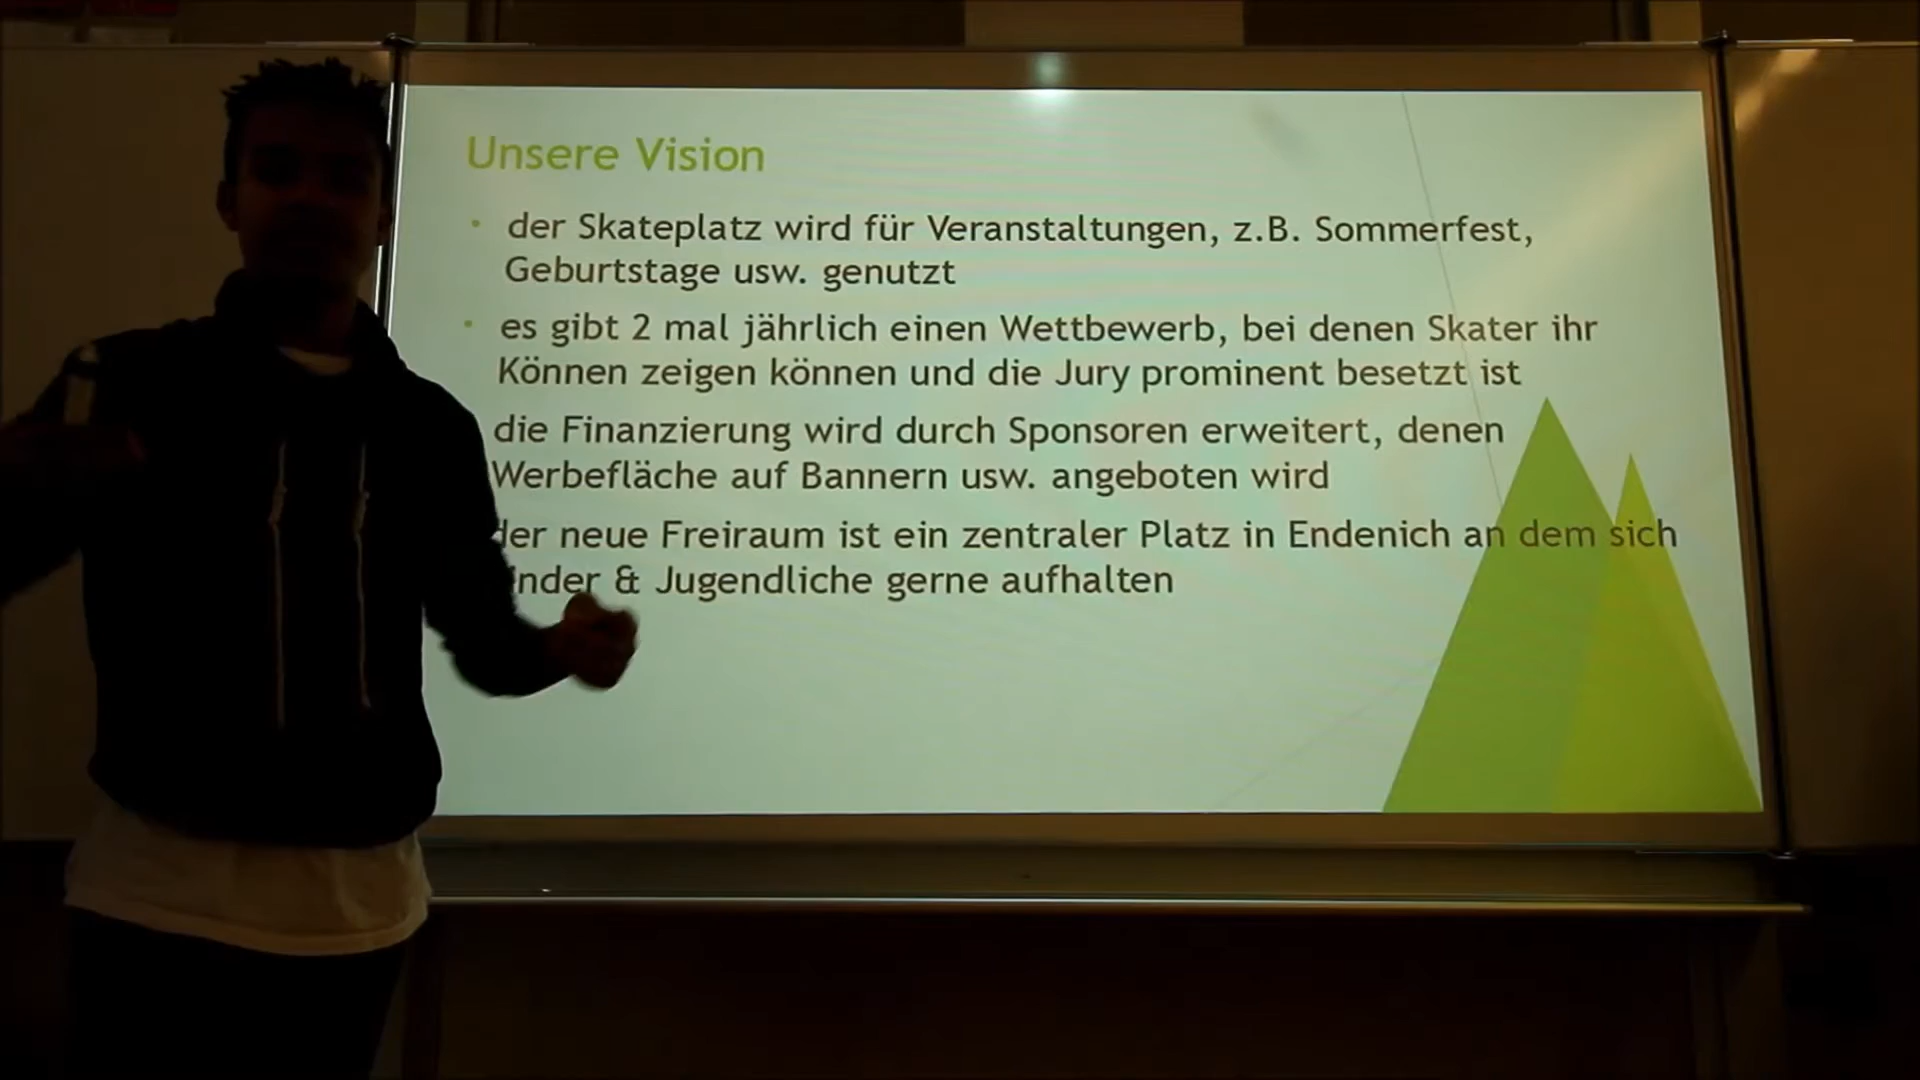 Unsere Vision
der Skateplatz wird für Veranstaltungen, z.B. Sommerfest,
Geburtstage usw. genutzt
es gibt 2 mal jährlich einen Wettbewerb, bei denen Skater ihr
Können zeigen können und die Jury prominent besetzt ist
die Finanzierung wird durch Sponsoren erweitert, denen
Werbefläche auf Bannern usw. angeboten wird
der neue Freiraum ist ein zentraler Platz in Endenich an dem sich
& Jugendliche gerne aufhalten